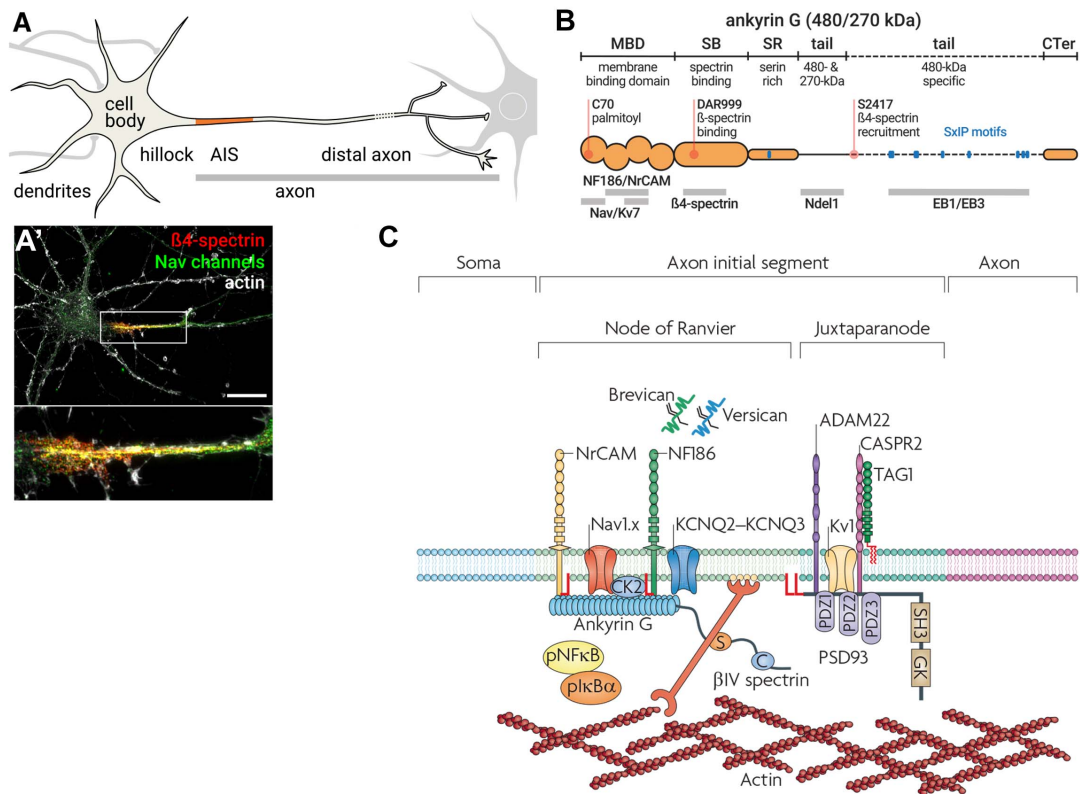 A
cell
body
hillock
AIS
distal axon
dendrites
axon
B
ankyrin G (480/270 kDa)
MBD
SB
SR
tail
tail
CTer
membrane
binding domain
spectrin
binding
serin
rich
480- &
270-kDa
480-kDa
specific
C70
palmitoyl
DAR999
ß-spectrin
binding
S2417
ß4-spectrin
recruitment
SxIP motifs
NF186/NrCAM
Nav/Kv7
ß4-spectrin
Ndel1
EB1/EB3
A'
ß4-spectrin
Nav channels
actin
C
Soma
Axon initial segment
Axon
Node of Ranvier
Juxtaparanode
Brevican
Versican
ADAM22
CASPR2
TAG1
NrCAM
NF186
Nav1.x
KCNQ2–KCNQ3
Kv1
CK2
Ankyrin G
PDZ1
PDZ2
PDZ3
SH3
GK
S
C
pNFκB
pIκBα
βIV spectrin
PSD93
Actin